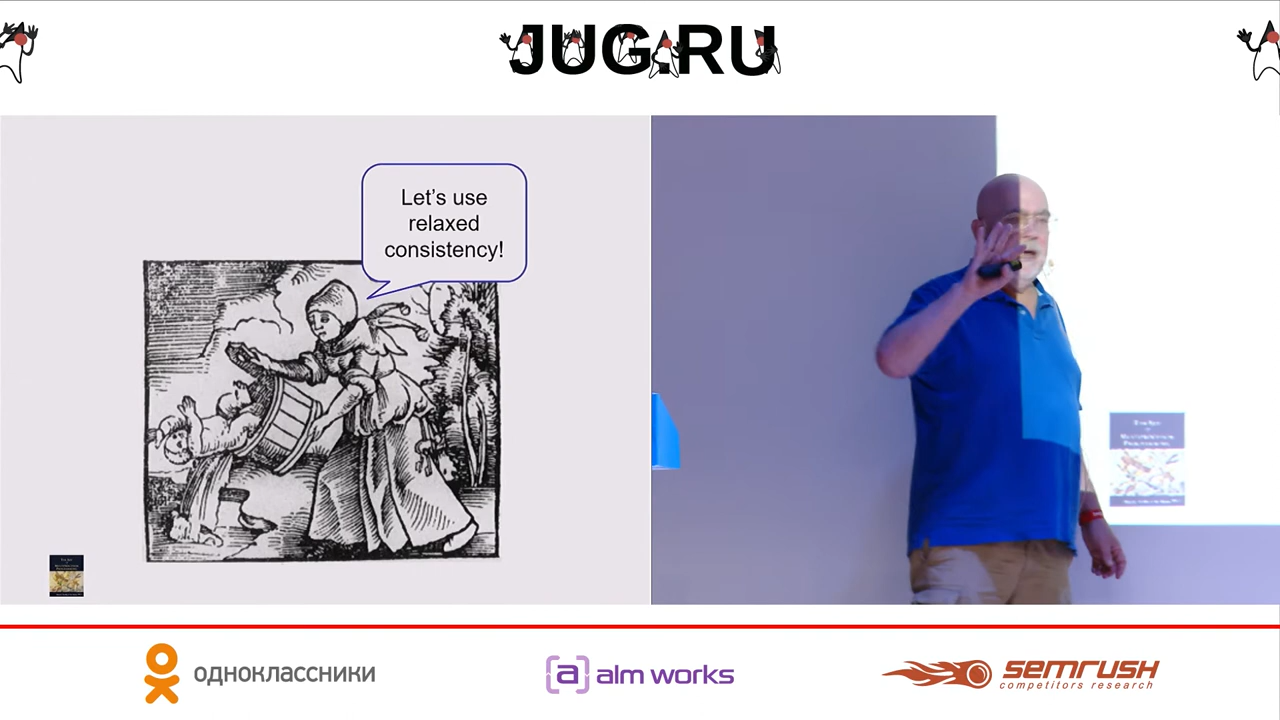 JUG.RU
Let's use
relaxed
consistency!
одноклассники
[a] alm works
semrush
competitors research